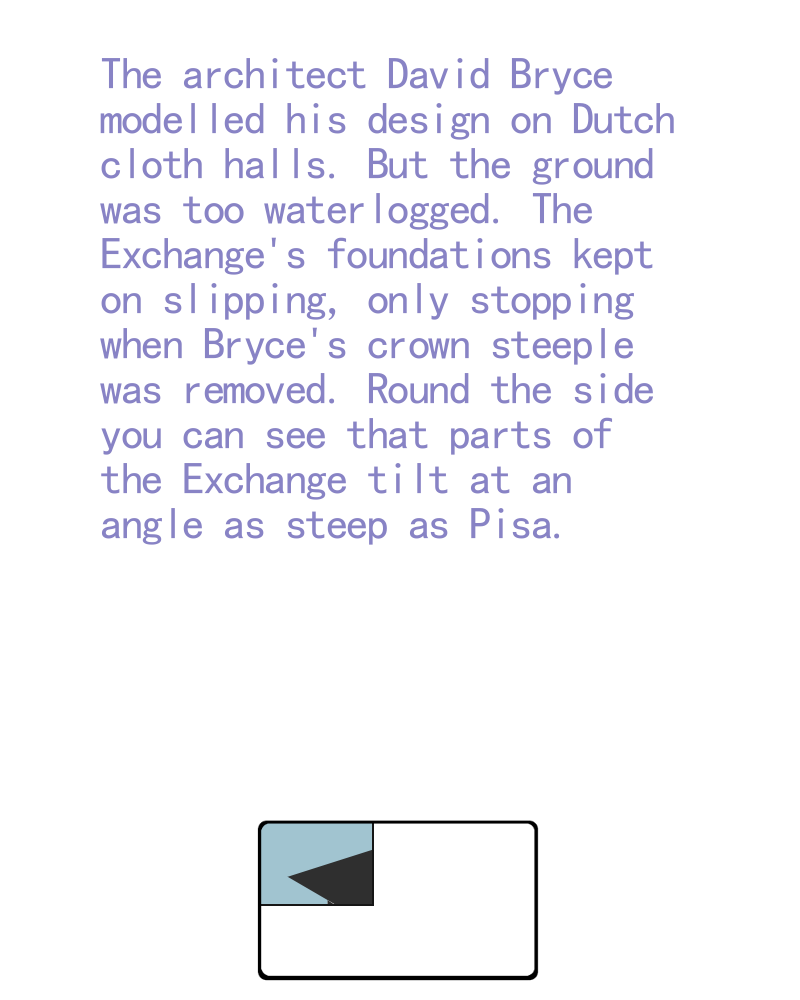 The architect David Bryce
modelled his design on Dutch
cloth halls. But the ground
was too waterlogged. The
Exchange's foundations kept
on slipping, only stopping
when Bryce's crown steeple
was removed. Round the side
you can see that parts of
the Exchange tilt at an
angle as steep as Pisa.